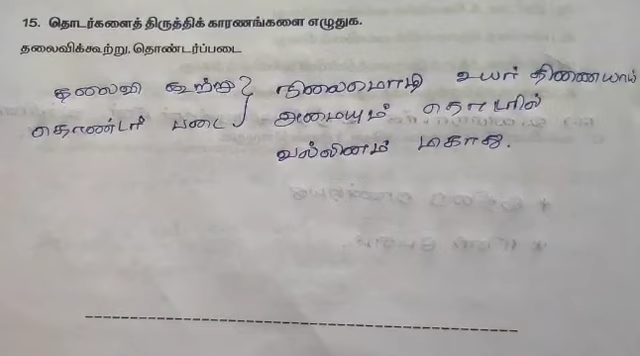 15. தொடர்களைத் திருத்திக் காரணங்களை எழுதுக.
தலைவிக்கூற்று, தொண்டர்ப்படை
தலைவி கூற்று } நிலைமொழி உயர் திணையாய்
தொண்டர் படை அமையும் தொடரில்
வல்லினம் மிகாது.